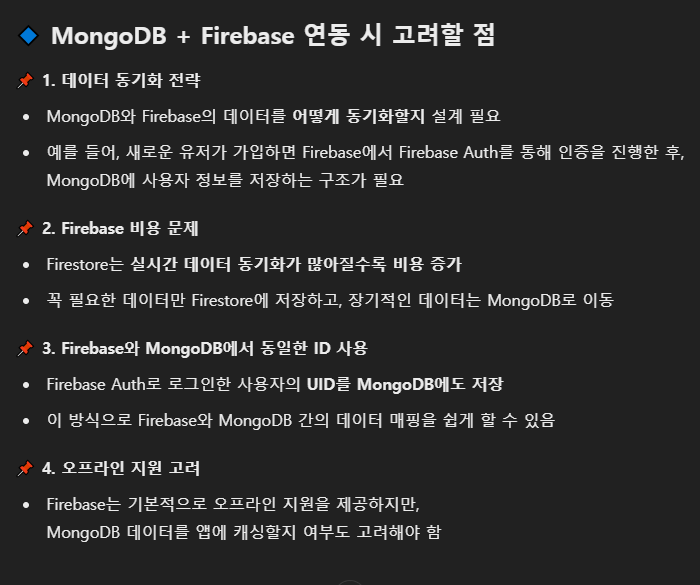 MongoDB + Firebase 연동 시 고려할 점
1. 데이터 동기화 전략
• MongoDB와 Firebase의 데이터를 어떻게 동기화할지 설계 필요
• 예를 들어, 새로운 유저가 가입하면 Firebase에서 Firebase Auth를 통해 인증을 진행한 후,
MongoDB에 사용자 정보를 저장하는 구조가 필요
2. Firebase 비용 문제
• Firestore는 실시간 데이터 동기화가 많아질수록 비용 증가
• 꼭 필요한 데이터만 Firestore에 저장하고, 장기적인 데이터는 MongoDB로 이동
3. Firebase와 MongoDB에서 동일한 ID 사용
• Firebase Auth로 로그인한 사용자의 UID를 MongoDB에도 저장
• 이 방식으로 Firebase와 MongoDB 간의 데이터 매핑을 쉽게 할 수 있음
4. 오프라인 지원 고려
• Firebase는 기본적으로 오프라인 지원을 제공하지만,
MongoDB 데이터를 앱에 캐싱할지 여부도 고려해야 함